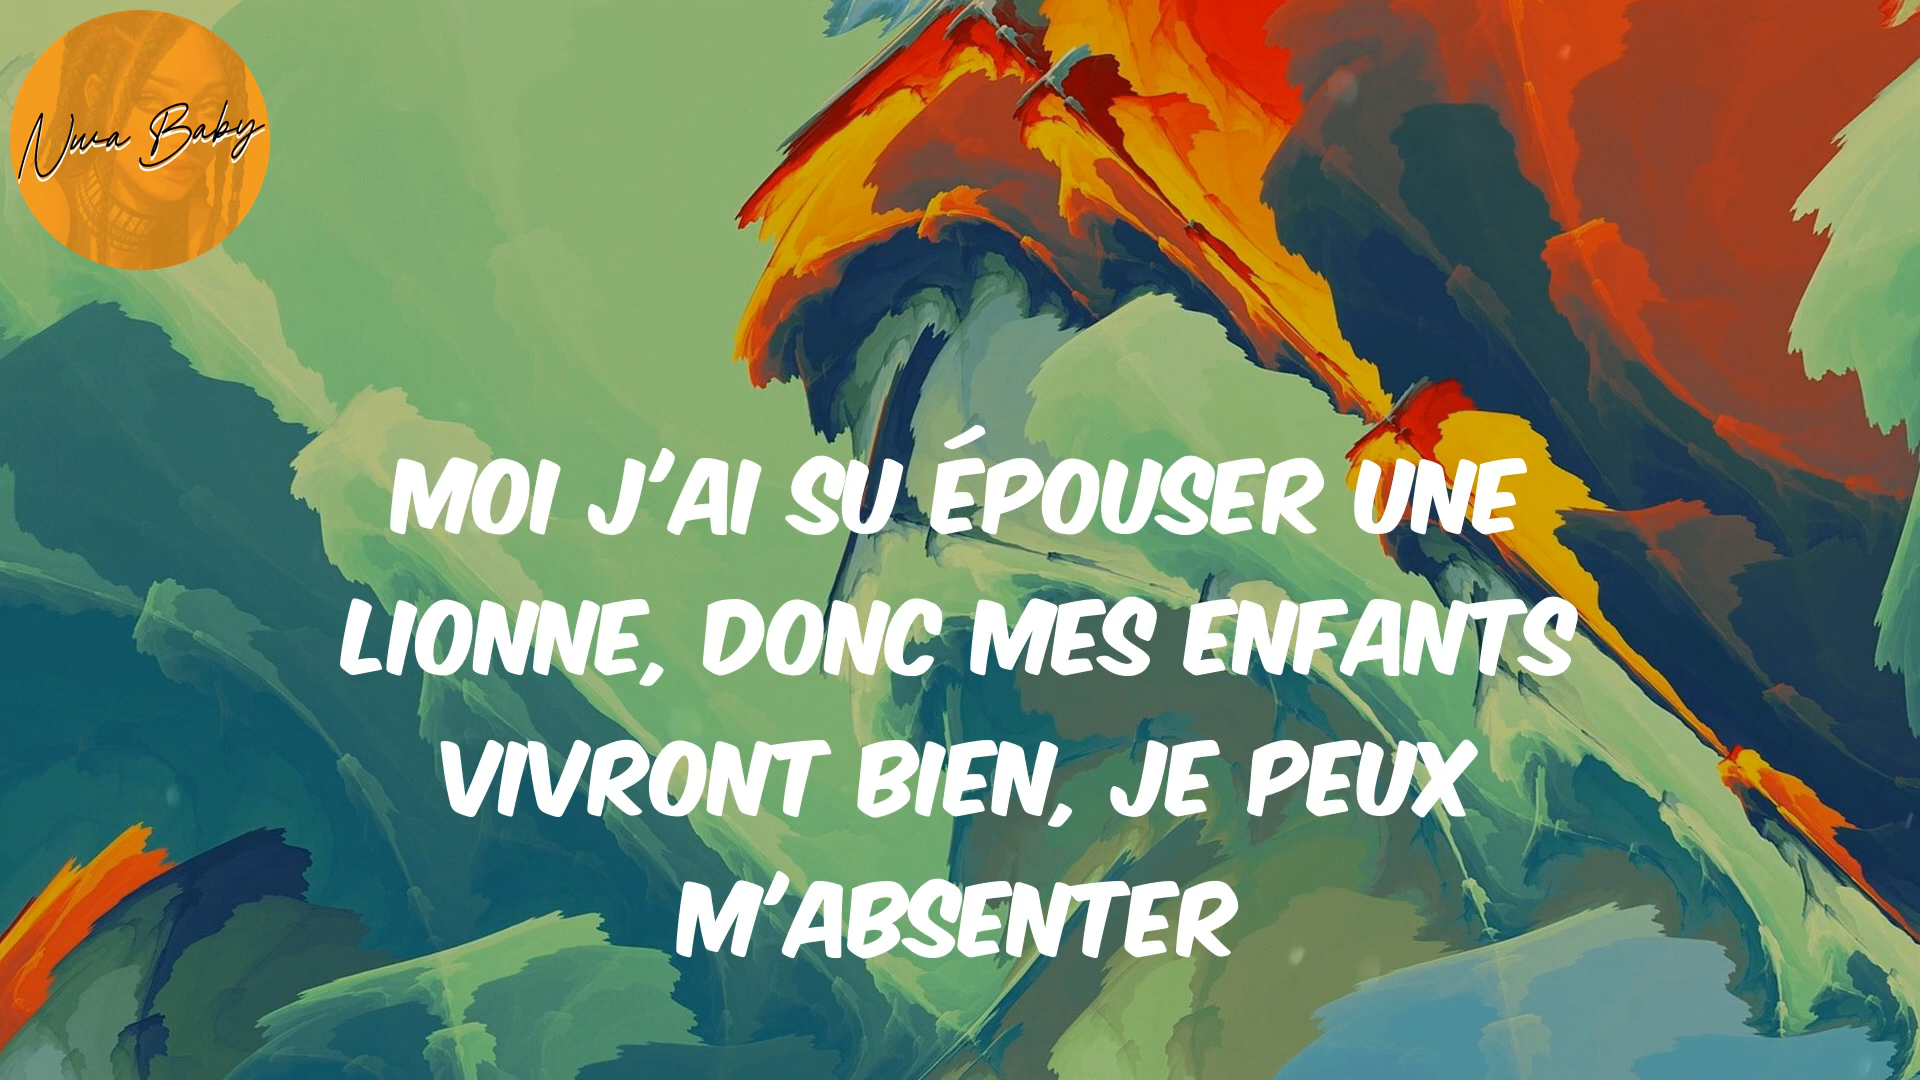 Nwa Baby
MOI J'AI SU ÉPOUSER UNE
LIONNE, DONC MES ENFANTS
VIVRONT BIEN, JE PEUX
M'ABSENTER